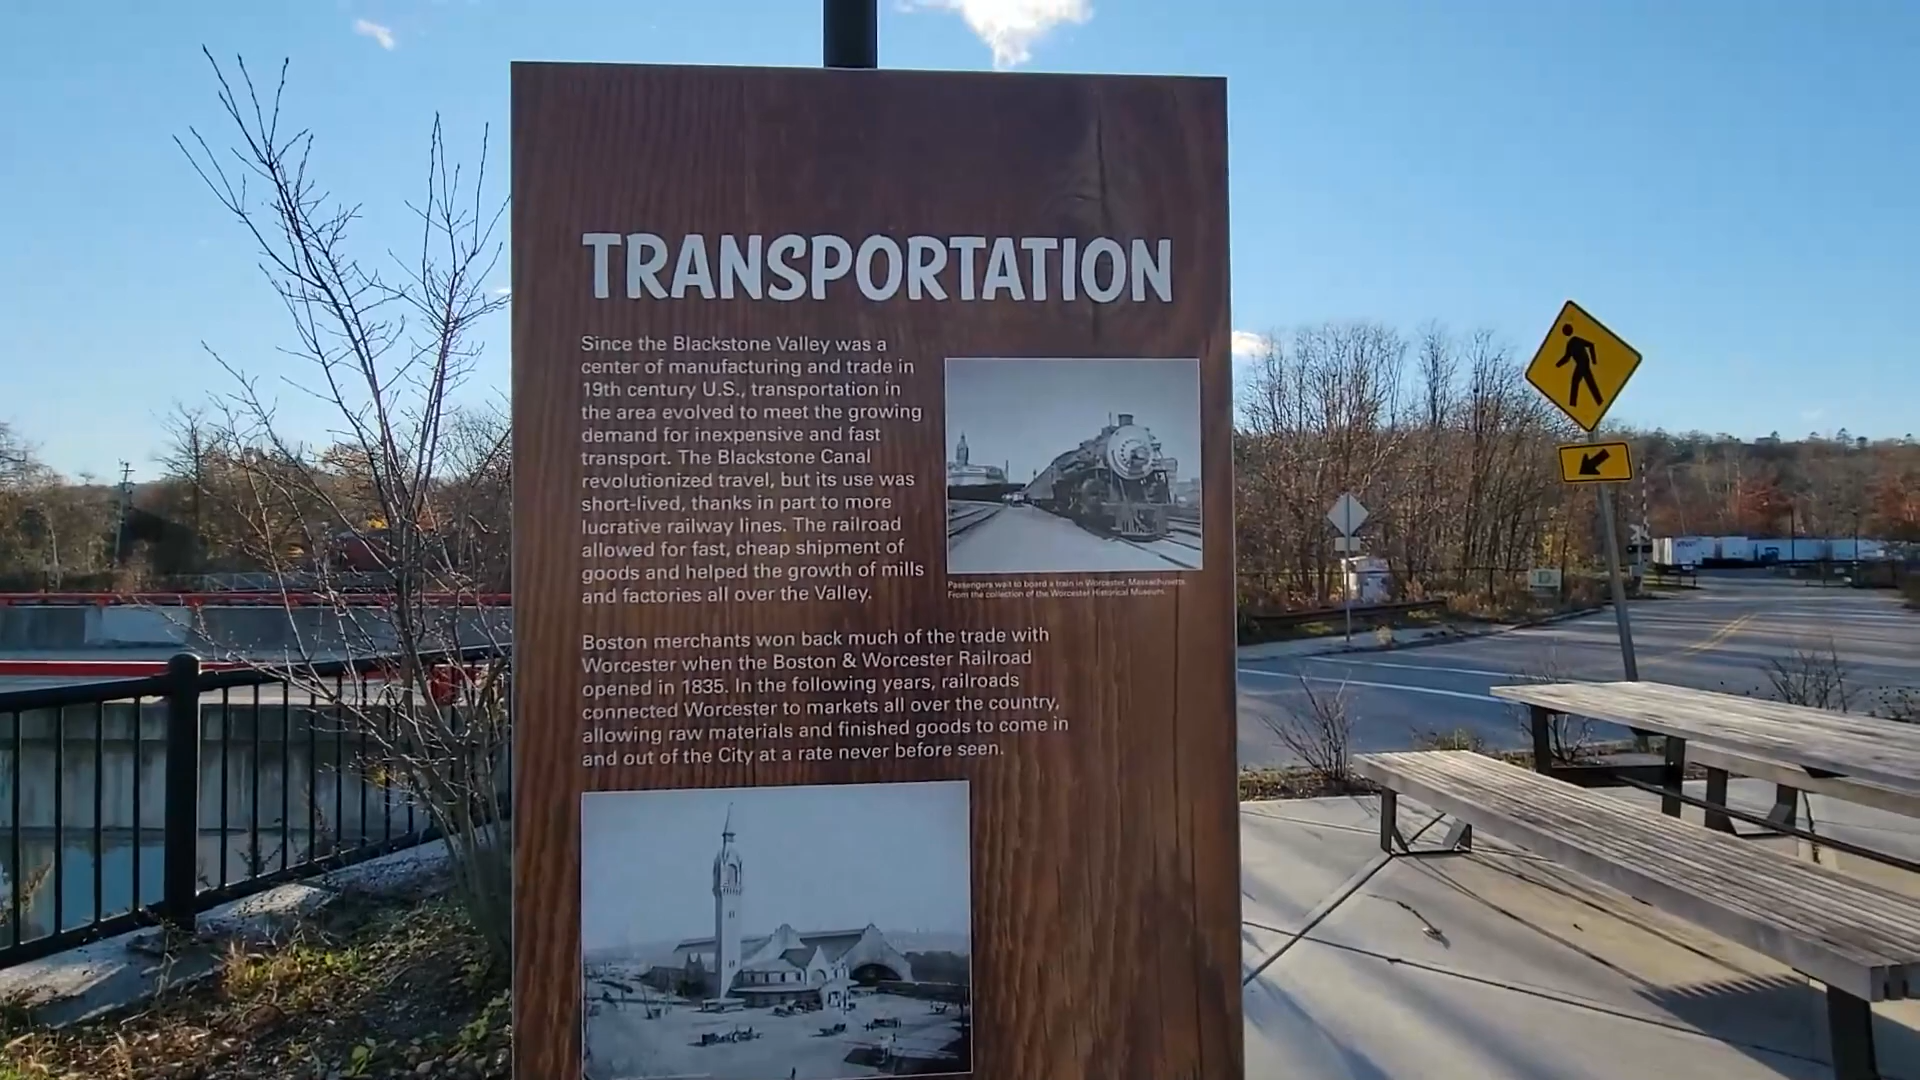 TRANSPORTATION
Since the Blackstone Valley was a
center of manufacturing and trade in
19th century U.S., transportation in
the area evolved to meet the growing
demand for inexpensive and fast
transport. The Blackstone Canal
revolutionized travel, but its use was
short-lived, thanks in part to more
lucrative railway lines. The railroad
allowed for fast, cheap shipment of
goods and helped the growth of mills
and factories all over the Valley.
Passengers wait to board a train in Worcester, Massachusetts.
From the collection of the Worcester Historical Museum.
Boston merchants won back much of the trade with
Worcester when the Boston & Worcester Railroad
opened in 1835. In the following years, railroads
connected Worcester to markets all over the country,
allowing raw materials and finished goods to come in
and out of the City at a rate never before seen.